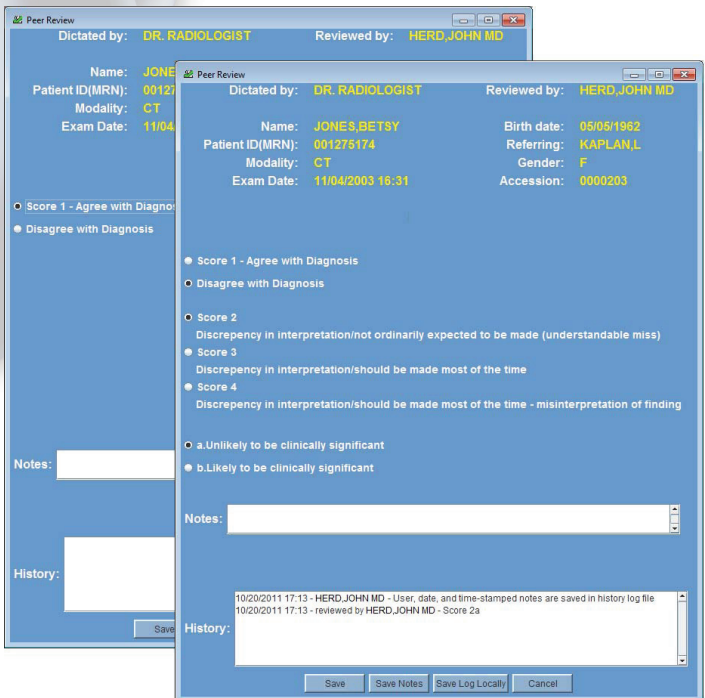 Peer Review
Dictated by: DR. RADIOLOGIST Reviewed by: HERD,JOHN MD
Name: JONE
Patient ID(MRN): 00127
Modality: CT
Exam Date: 11/04
Score 1 - Agree with Diagno
Disagree with Diagnosis
Notes:
History:
Save
Peer Review
Dictated by: DR. RADIOLOGIST Reviewed by: HERD,JOHN MD
Name: JONES,BETSY Birth date: 05/05/1962
Patient ID(MRN): 001275174 Referring: KAPLAN,L
Modality: CT Gender: F
Exam Date: 11/04/2003 16:31 Accession: 0000203
Score 1 - Agree with Diagnosis
Disagree with Diagnosis
Score 2
Discrepancy in interpretation/not ordinarily expected to be made (understandable miss)
Score 3
Discrepancy in interpretation/should be made most of the time
Score 4
Discrepancy in interpretation/should be made most of the time - misinterpretation of finding
a.Unlikely to be clinically significant
b.Likely to be clinically significant
Notes:
10/20/2011 17:13 - HERD,JOHN MD - User, date, and time-stamped notes are saved in history log file
10/20/2011 17:13 - reviewed by HERD,JOHN MD - Score 2a
History:
Save Save Notes Save Log Locally Cancel